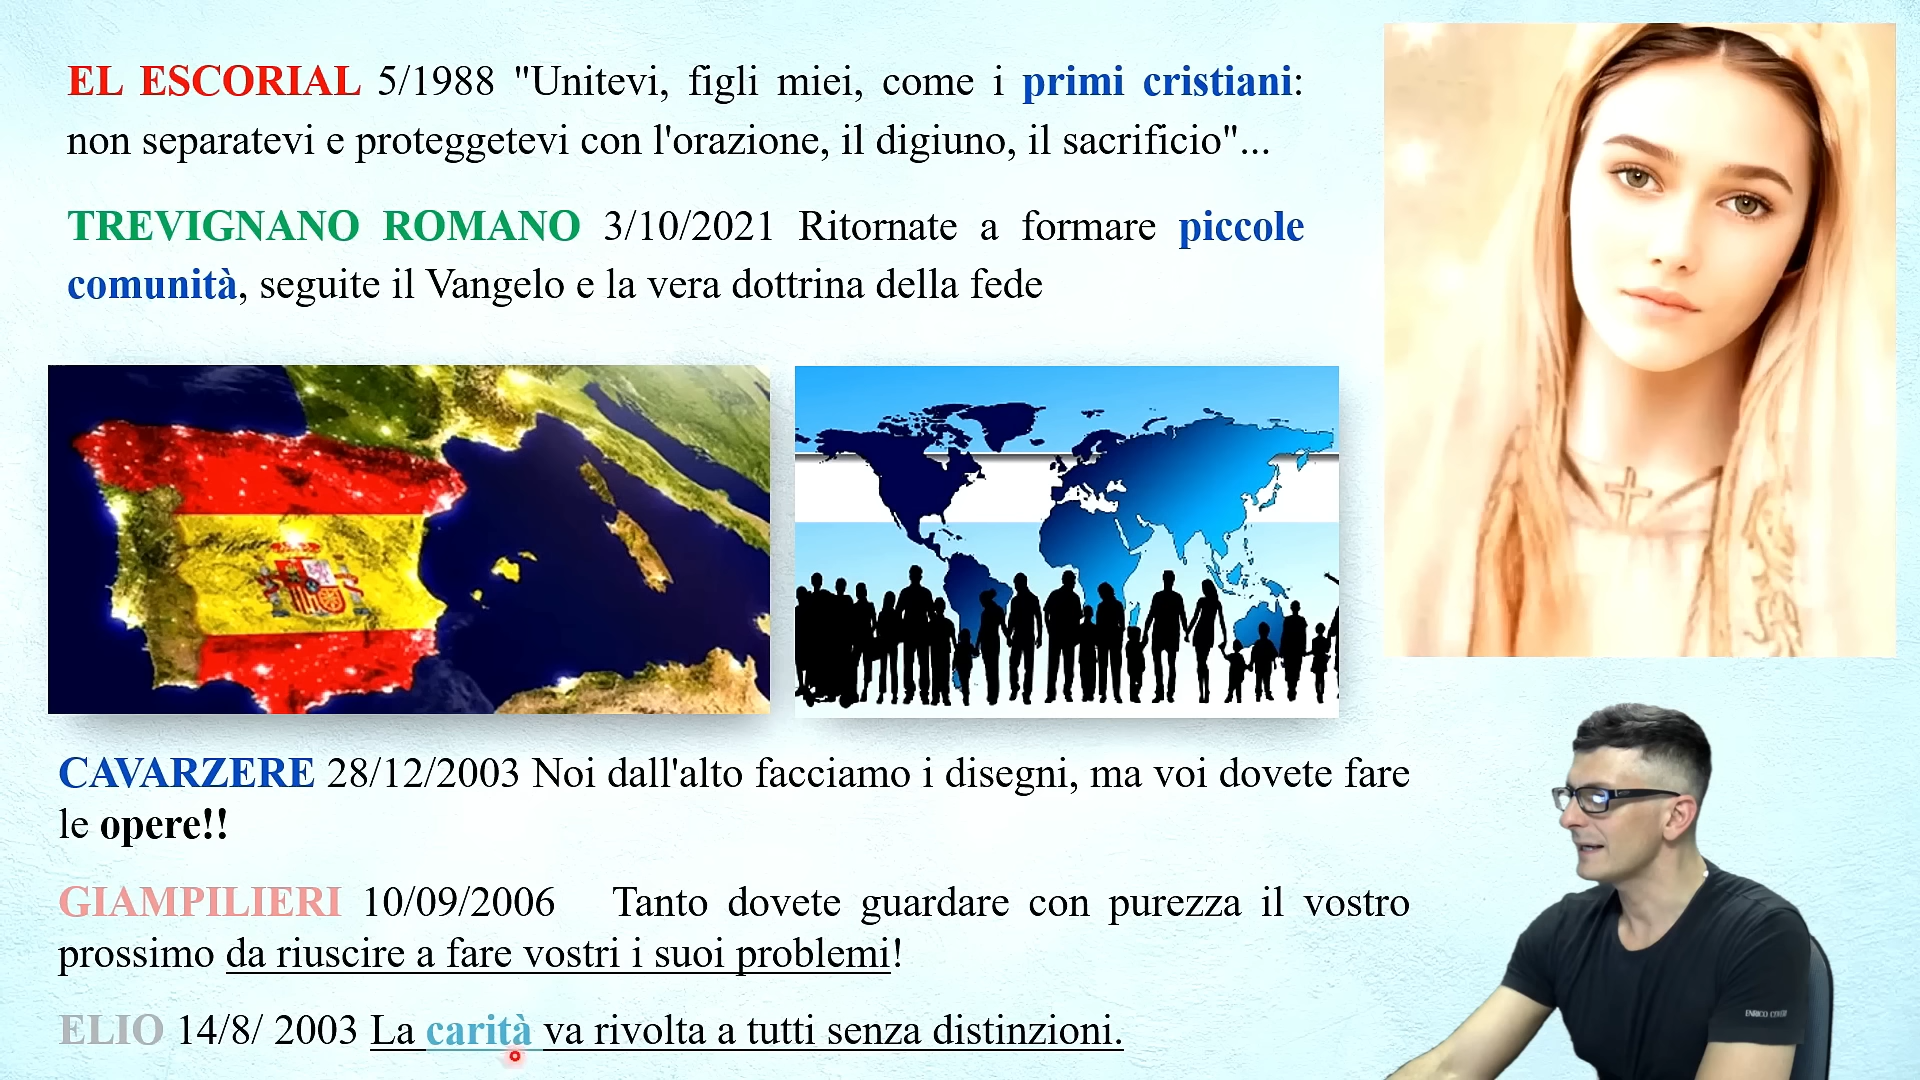 EL ESCORIAL 5/1988 "Unitevi, figli miei, come i primi cristiani:
non separatevi e proteggetevi con l'orazione, il digiuno, il sacrificio"...
TREVIGNANO ROMANO 3/10/2021 Ritornate a formare piccole
comunità, seguite il Vangelo e la vera dottrina della fede
CAVARZERE 28/12/2003 Noi dall'alto facciamo i disegni, ma voi dovete fare
le opere!!
GIAMPILIERI 10/09/2006 Tanto dovete guardare con purezza il vostro
prossimo da riuscire a fare vostri i suoi problemi!
ELIO 14/8/ 2003 La carità va rivolta a tutti senza distinzioni.
ENRICO COVERI